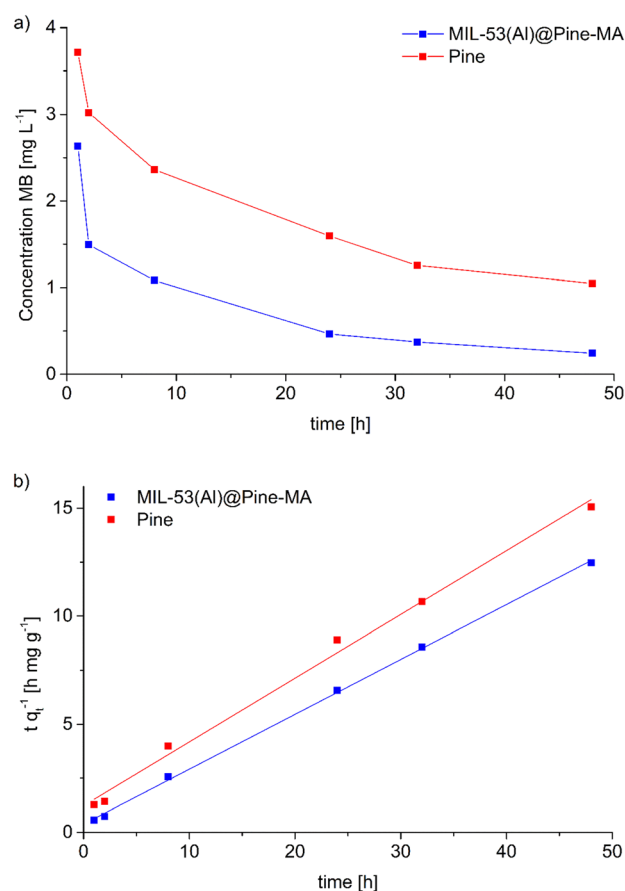 a)
MIL-53(Al)@Pine-MA
Pine
Concentration MB [mg L⁻¹]
4
3
2
1
0
0 10 20 30 40 50
time [h]
b)
MIL-53(Al)@Pine-MA
Pine
t qₜ⁻¹ [h mg g⁻¹]
15
10
5
0
0 10 20 30 40 50
time [h]